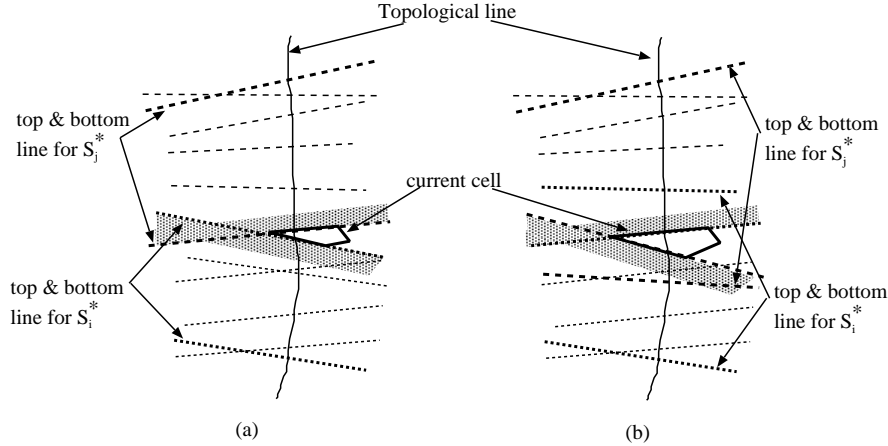 Topological line
top & bottom
line for S*j
top & bottom
line for S*j
current cell
top & bottom
line for S*i
top & bottom
line for S*i
(a)
(b)